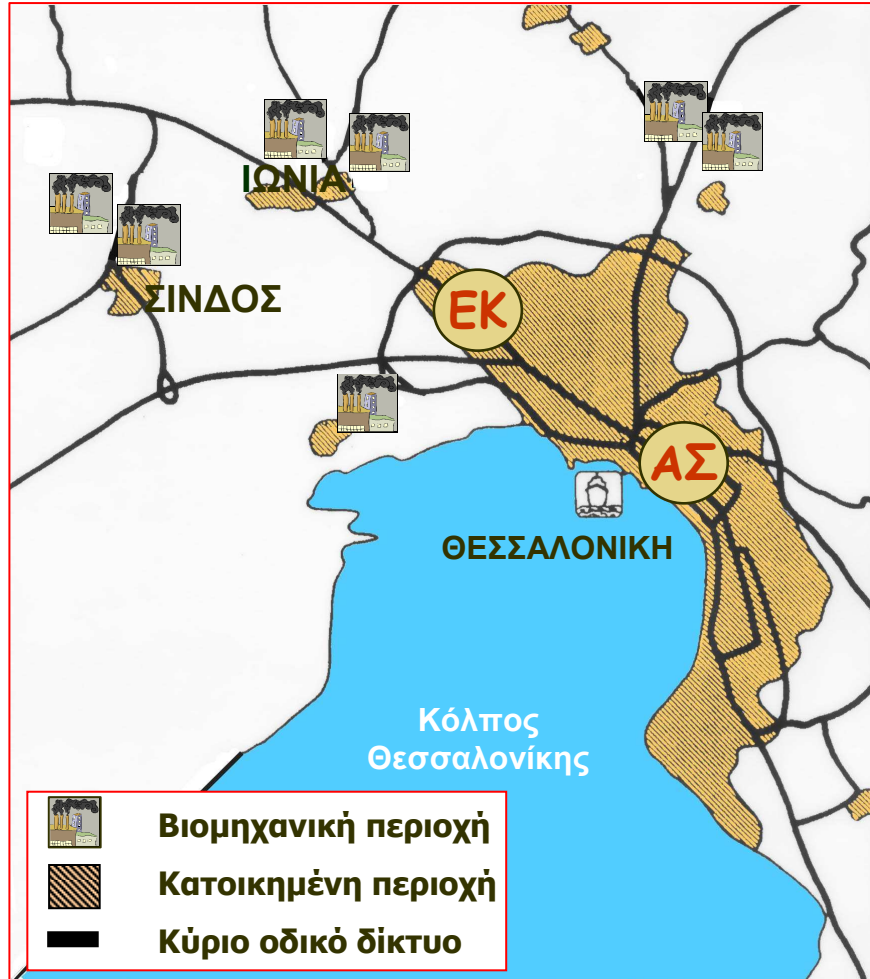 ΙΩΝΙΑ
ΣΙΝΔΟΣ
ΕΚ
ΑΣ
ΘΕΣΣΑΛΟΝΙΚΗ
Κόλπος
Θεσσαλονίκης
Βιομηχανική περιοχή
Κατοικημένη περιοχή
Κύριο οδικό δίκτυο